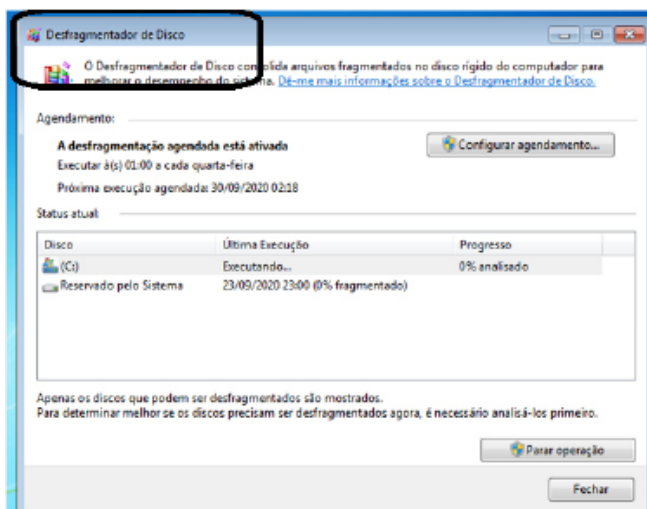 Desfragmentador de Disco
O Desfragmentador de Disco consolida arquivos fragmentados no disco rígido do computador para
melhorar o desempenho do sistema. Dê-me mais informações sobre o Desfragmentador de Disco.
Agendamento:
A desfragmentação agendada está ativada
Configurar agendamento...
Executar à(s) 01:00 a cada quarta-feira
Próxima execução agendada: 30/09/2020 02:18
Status atual:
Disco Última Execução Progresso
(C:) Executando... 0% analisado
Reservado pelo Sistema 23/09/2020 23:00 (0% fragmentado)
Apenas os discos que podem ser desfragmentados são mostrados.
Para determinar melhor se os discos precisam ser desfragmentados agora, é necessário analisá-los primeiro.
Parar operação
Fechar